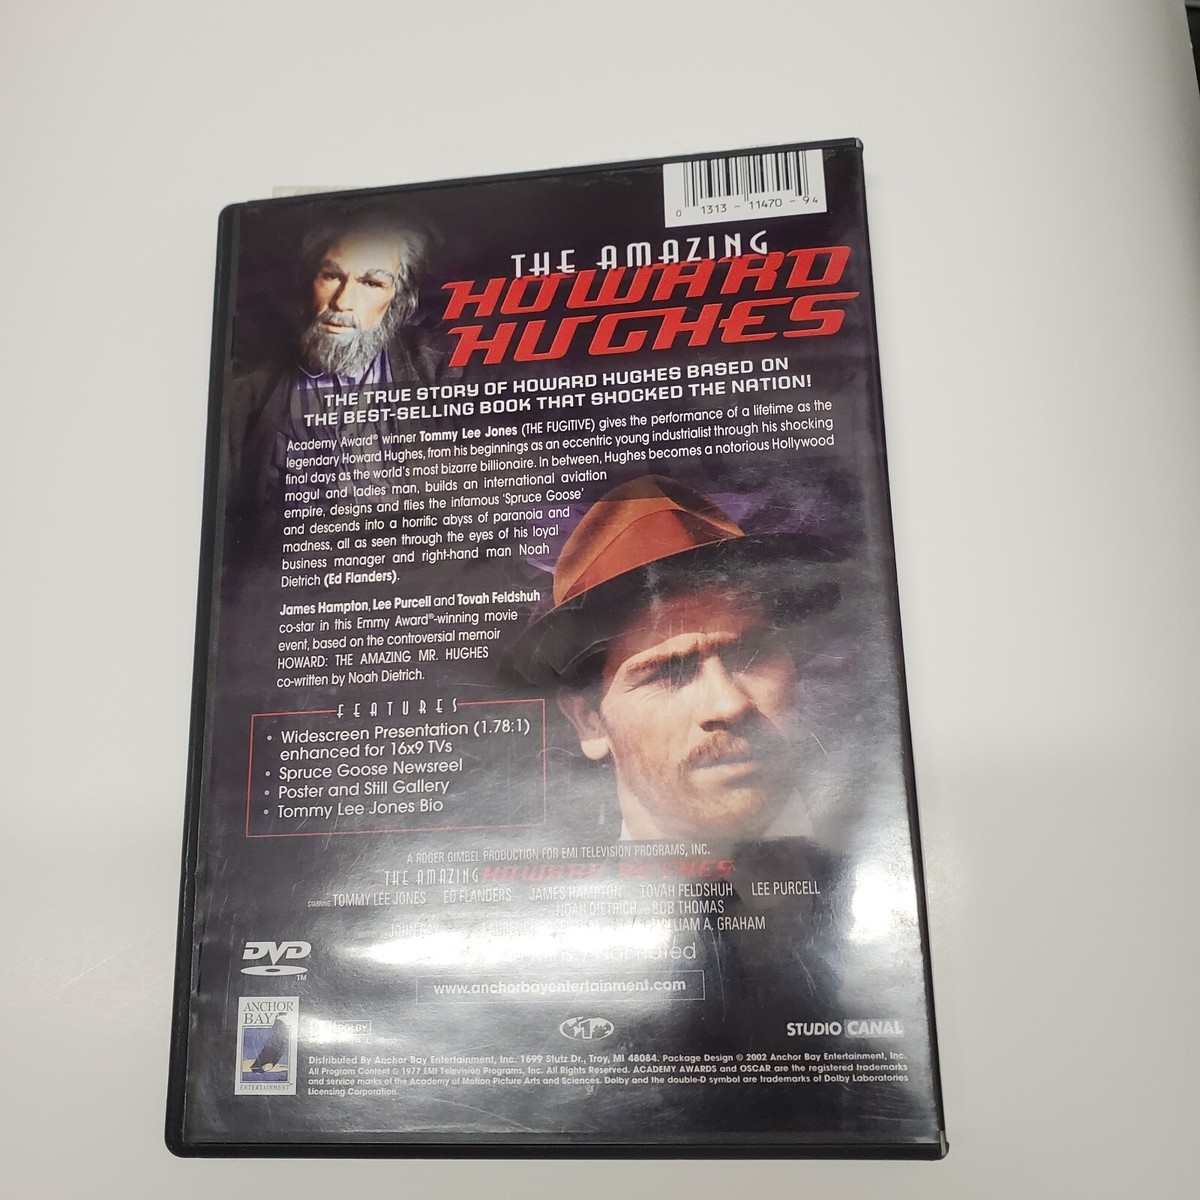 0 1313 - 11470 - 9 4
THE AMAZING
HOWARD
HUGHES
THE TRUE STORY OF HOWARD HUGHES BASED ON
THE BEST-SELLING BOOK THAT SHOCKED THE NATION!
Academy Award® winner Tommy Lee Jones (THE FUGITIVE) gives the performance of a lifetime as the
legendary Howard Hughes, from his beginnings as an eccentric young industrialist through his shocking
final days as the world's most bizarre billionaire. In between, Hughes becomes a notorious Hollywood
mogul and ladies man, builds an international aviation
empire, designs and flies the infamous 'Spruce Goose'
and descends into a horrific abyss of paranoia and
madness, all as seen through the eyes of his loyal
business manager and right-hand man Noah
Dietrich (Ed Flanders).
James Hampton, Lee Purcell and Tovah Feldshuh
co-star in this Emmy Award®-winning movie
event, based on the controversial memoir
HOWARD: THE AMAZING MR. HUGHES
co-written by Noah Dietrich.
FEATURES
• Widescreen Presentation (1.78:1)
enhanced for 16x9 TVs
• Spruce Goose Newsreel
• Poster and Still Gallery
• Tommy Lee Jones Bio
A ROGER GIMBEL PRODUCTION FOR EMI TELEVISION PROGRAMS, INC.
THE AMAZING HOWARD HUGHES
STARRING TOMMY LEE JONES ED FLANDERS JAMES HAMPTON TOVAH FELDSHUH LEE PURCELL
NOAH DIETRICH BOB THOMAS
JOHN WILLIAM A. GRAHAM
Not Rated
DVD
TM
www.anchorbayentertainment.com
ANCHOR
BAY
ENTERTAINMENT
DOLBY
STUDIO CANAL
Distributed By Anchor Bay Entertainment, Inc. 1699 Stutz Dr., Troy, MI 48084. Package Design © 2002 Anchor Bay Entertainment, Inc.
All Program Content © 1977 EMI Television Programs, Inc. All Rights Reserved. ACADEMY AWARDS and OSCAR are the registered trademarks
and service marks of the Academy of Motion Picture Arts and Sciences. Dolby and the double-D symbol are trademarks of Dolby Laboratories
Licensing Corporation.